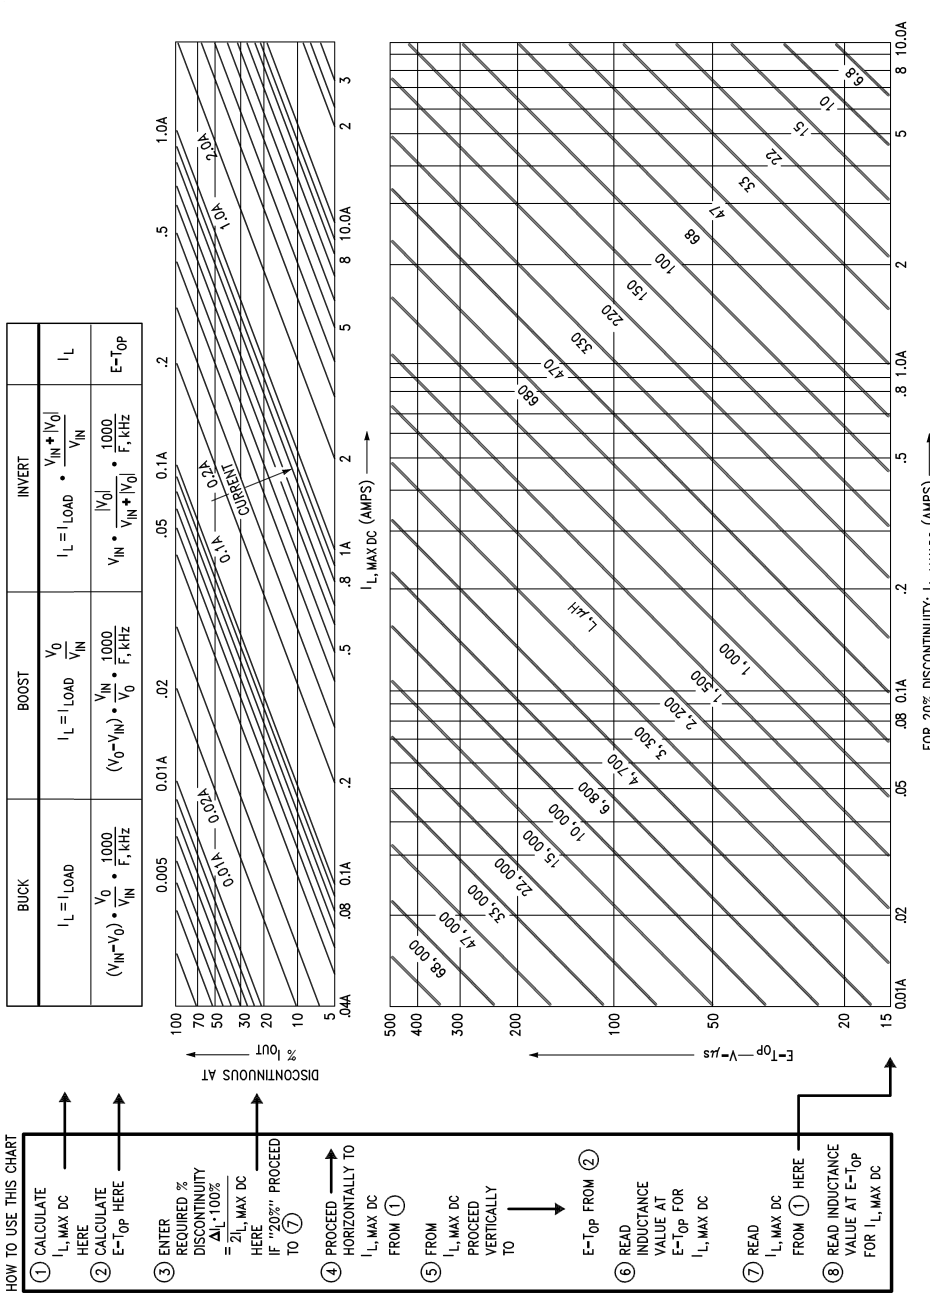 HOW TO USE THIS CHART
① CALCULATE
I_L, MAX DC
HERE
② CALCULATE
E–T_OP HERE
③ ENTER
REQUIRED %
DISCONTINUITY
= ΔI_L·100% / 2I_L, MAX DC
HERE
IF "20%" PROCEED
TO ⑦
④ PROCEED
HORIZONTALLY TO
I_L, MAX DC
FROM ①
⑤ FROM
I_L, MAX DC
PROCEED
VERTICALLY
TO
E–T_OP FROM ②
⑥ READ
INDUCTANCE
VALUE AT
E–T_OP FOR
I_L, MAX DC
⑦ READ
I_L, MAX DC
FROM ① HERE
⑧ READ INDUCTANCE
VALUE AT E–T_OP
FOR I_L, MAX DC
BUCK BOOST INVERT
I_L = I_LOAD I_L = I_LOAD V_O/V_IN I_L = I_LOAD • (V_IN + |V_O|)/V_IN I_L
(V_IN–V_O) • V_O/V_IN • 1000/F, kHz (V_O–V_IN) • V_IN/V_O • 1000/F, kHz V_IN • |V_O|/(V_IN + |V_O|) • 1000/F, kHz E–T_OP
0.005 0.01A .02 .05 0.1A .2 .5 1.0A
DISCONTINUOUS AT
% I_OUT
100
70
50
30
20
10
5
0.01A 0.02A 0.1A 0.2A 1.0A 2.0A
CURRENT
.04A .08 0.1A .2 .5 .8 1A 2 5 8 10.0A 2 3
I_L, MAX DC (AMPS)
E–T_OP—V–μs
500
400
300
200
100
50
20
15
L,μH
68,000
47,000
33,000
22,000
15,000
10,000
6,800
4,700
3,300
2,200
1,500
1,000
680
470
330
220
150
100
68
47
33
22
15
10
6.8
0.01A .02 .05 .08 0.1A .2 .5 .8 1.0A 2 5 8 10.0A